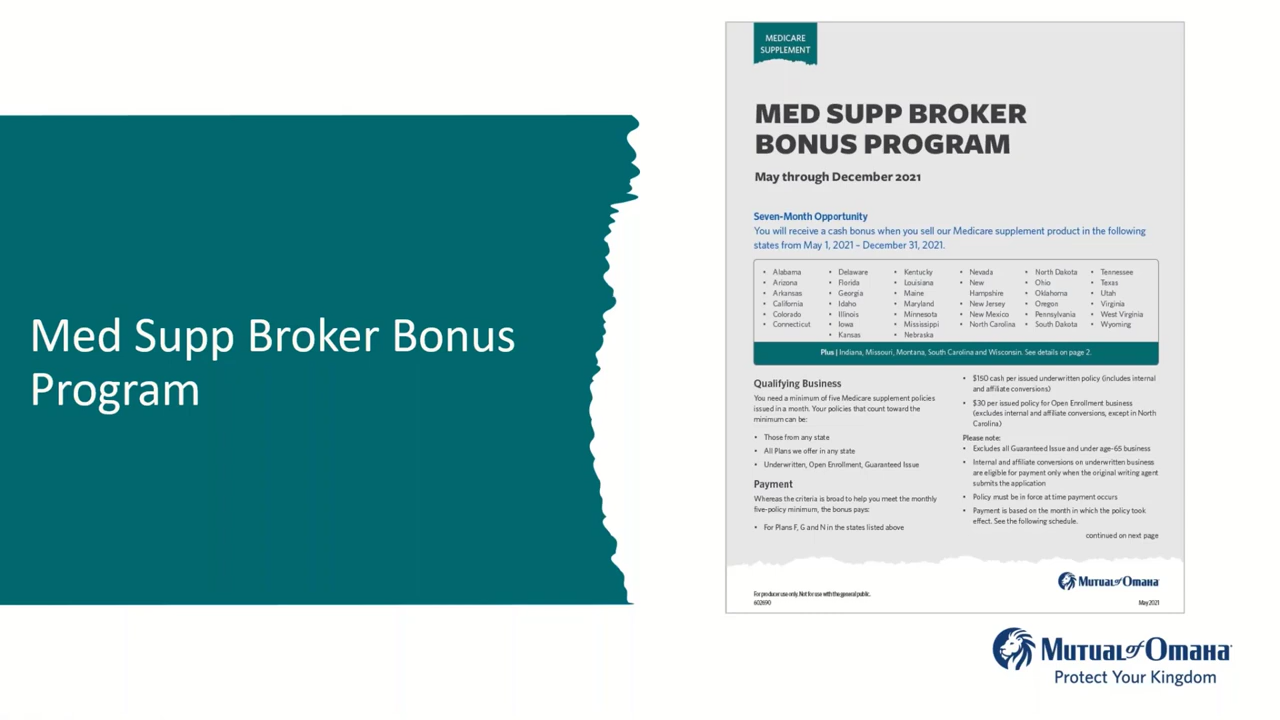 Med Supp Broker Bonus
Program
MEDICARE
SUPPLEMENT
MED SUPP BROKER
BONUS PROGRAM
May through December 2021
Seven-Month Opportunity
You will receive a cash bonus when you sell our Medicare supplement product in the following
states from May 1, 2021 – December 31, 2021.
• Alabama
• Arizona
• Arkansas
• California
• Colorado
• Connecticut
• Delaware
• Florida
• Georgia
• Idaho
• Illinois
• Iowa
• Kansas
• Kentucky
• Louisiana
• Maine
• Maryland
• Minnesota
• Mississippi
• Nebraska
• Nevada
• New
Hampshire
• New Jersey
• New Mexico
• North Carolina
• North Dakota
• Ohio
• Oklahoma
• Oregon
• Pennsylvania
• South Dakota
• Tennessee
• Texas
• Utah
• Virginia
• West Virginia
• Wyoming
Plus | Indiana, Missouri, Montana, South Carolina and Wisconsin. See details on page 2.
Qualifying Business
You need a minimum of five Medicare supplement policies
issued in a month. Your policies that count toward the
minimum can be:
• Those from any state
• All Plans we offer in any state
• Underwritten, Open Enrollment, Guaranteed Issue
Payment
Whereas the criteria is broad to help you meet the monthly
five-policy minimum, the bonus pays:
• For Plans F, G and N in the states listed above
• $150 cash per issued underwritten policy (includes internal
and affiliate conversions)
• $30 per issued policy for Open Enrollment business
(excludes internal and affiliate conversions, except in North
Carolina)
Please note:
• Excludes all Guaranteed Issue and under age-65 business
• Internal and affiliate conversions on underwritten business
are eligible for payment only when the original writing agent
submits the application
• Policy must be in force at time payment occurs
• Payment is based on the month in which the policy took
effect. See the following schedule.
continued on next page
Mutual of Omaha
For producer use only. Not for use with the general public.
602690
May 2021
Mutual of Omaha
Protect Your Kingdom